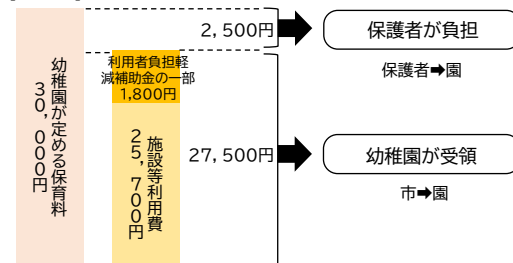 幼稚園が定める保育料
30,000円
利用者負担軽
減補助金の一部
1,800円
施設等利用費
25,700円
2,500円
保護者が負担
保護者➡園
27,500円
幼稚園が受領
市➡園